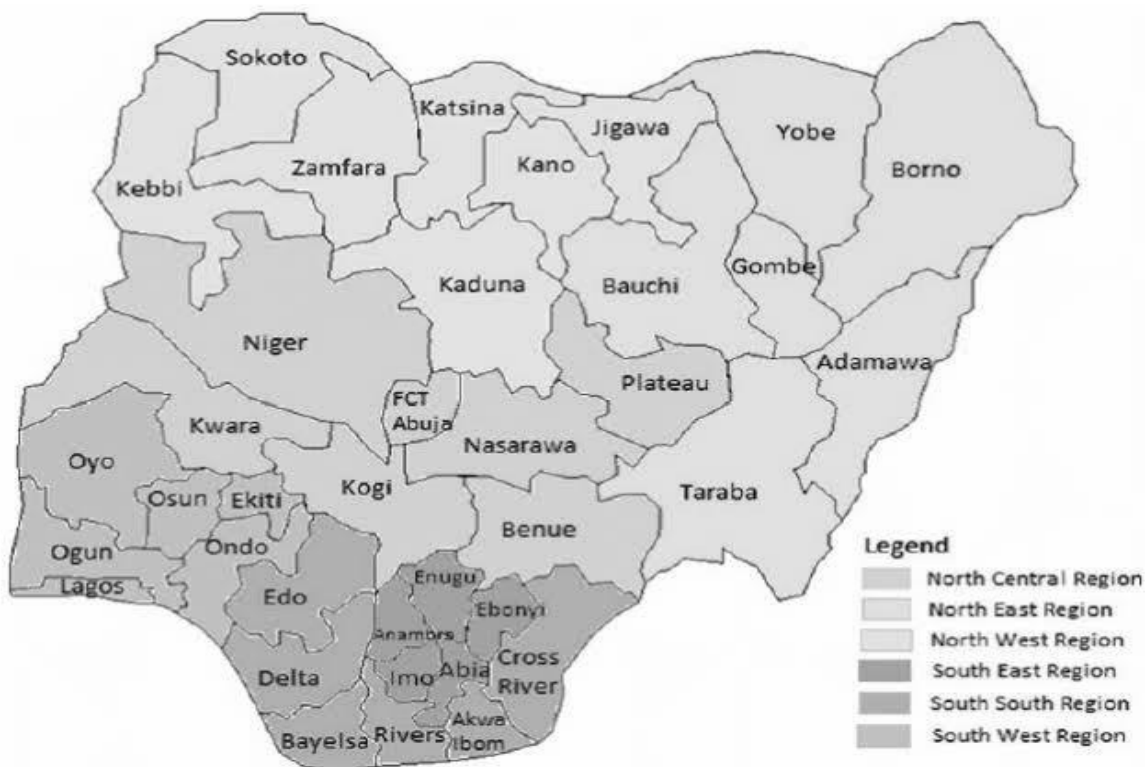 Sokoto
Katsina
Jigawa
Yobe
Kano
Zamfara
Borno
Kebbi
Gombe
Kaduna
Bauchi
Niger
Adamawa
Plateau
FCT
Abuja
Kwara
Nasarawa
Oyo
Kogi
Taraba
Osun
Ekiti
Benue
Ogun
Ondo
Lagos
Enugu
Edo
Ebonyi
Anambra
Cross
River
Delta
Imo
Abia
Akwa
Ibom
Rivers
Bayelsa
Legend
North Central Region
North East Region
North West Region
South East Region
South South Region
South West Region